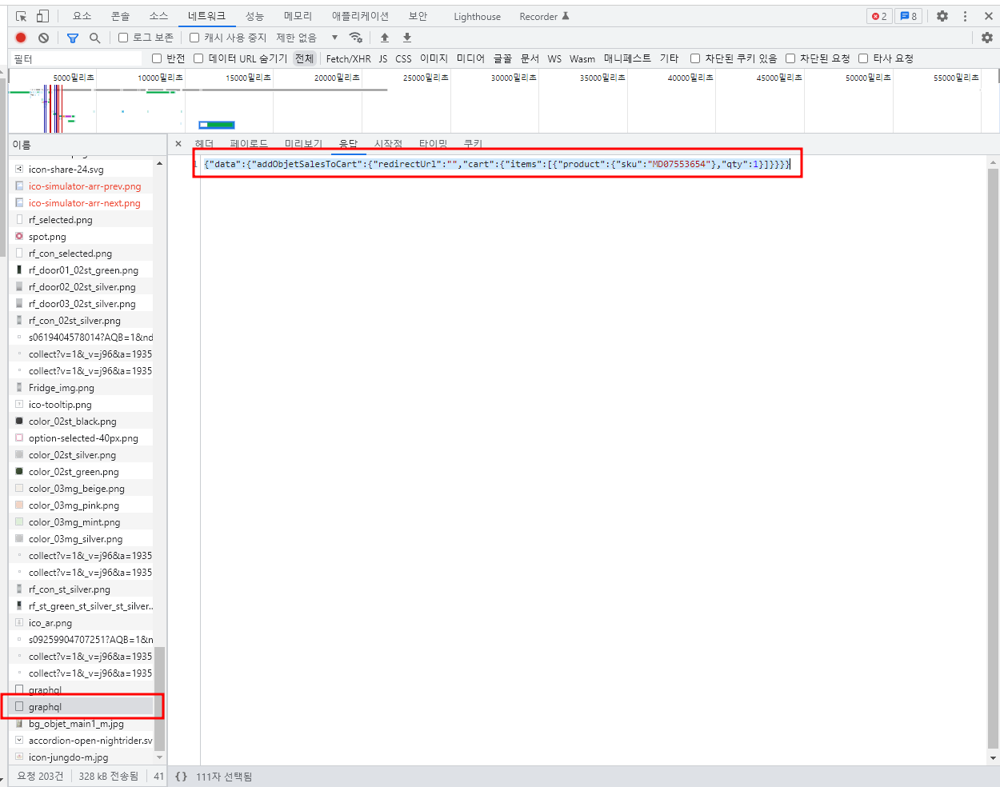 요소 콘솔 소스 네트워크 성능 메모리 애플리케이션 보안 Lighthouse Recorder 2 8
로그 보존 캐시 사용 중지 제한 없음
필터 반전 데이터 URL 숨기기 전체 Fetch/XHR JS CSS 이미지 미디어 글꼴 문서 WS Wasm 매니페스트 기타 차단된 쿠키 있음 차단된 요청 타사 요청
5000밀리초 10000밀리초 15000밀리초 20000밀리초 25000밀리초 30000밀리초 35000밀리초 40000밀리초 45000밀리초 50000밀리초 55000밀리초
이름
헤더 페이로드 미리보기 응답 시작점 타이밍 쿠키
1 {"data":{"addObjetSalesToCart":{"redirectUrl":"","cart":{"items":[{"product":{"sku":"MD07553654"},"qty":1}]}}}}
icon-share-24.svg
ico-simulator-arr-prev.png
ico-simulator-arr-next.png
rf_selected.png
spot.png
rf_con_selected.png
rf_door01_02st_green.png
rf_door02_02st_silver.png
rf_door03_02st_silver.png
rf_con_02st_silver.png
s0619404578014?AQB=1&nd
collect?v=1&_v=j96&a=1935
collect?v=1&_v=j96&a=1935
Fridge_img.png
ico-tooltip.png
color_02st_black.png
option-selected-40px.png
color_02st_silver.png
color_02st_green.png
color_03mg_beige.png
color_03mg_pink.png
color_03mg_mint.png
color_03mg_silver.png
collect?v=1&_v=j96&a=1935
collect?v=1&_v=j96&a=1935
rf_con_st_silver.png
rf_st_green_st_silver_st_silver..
ico_ar.png
s09259904707251?AQB=1&n
collect?v=1&_v=j96&a=1935
collect?v=1&_v=j96&a=1935
graphql
graphql
bg_objet_main1_m.jpg
accordion-open-nightrider.sv
icon-jungdo-m.jpg
요청 203건 328 kB 전송됨 41
{} 111자 선택됨